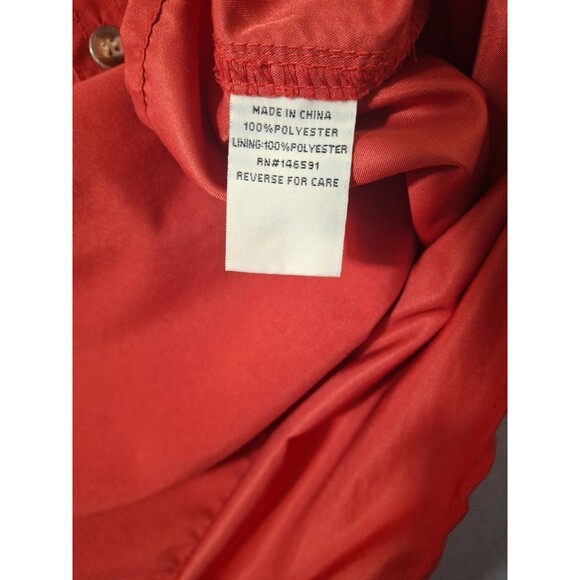 MADE IN CHINA
100%POLYESTER
LINING:100%POLYESTER
RN#146591
REVERSE FOR CARE